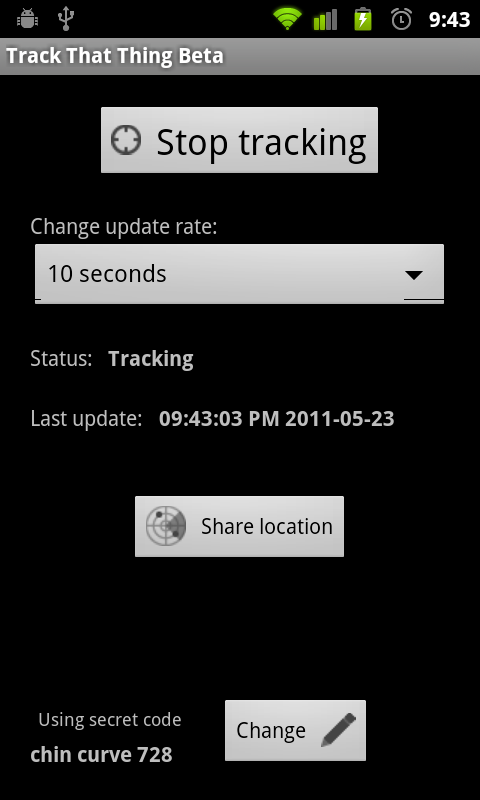 9:43
Track That Thing Beta
Stop tracking
Change update rate:
10 seconds
Status: Tracking
Last update: 09:43:03 PM 2011-05-23
Share location
Using secret code
chin curve 728
Change